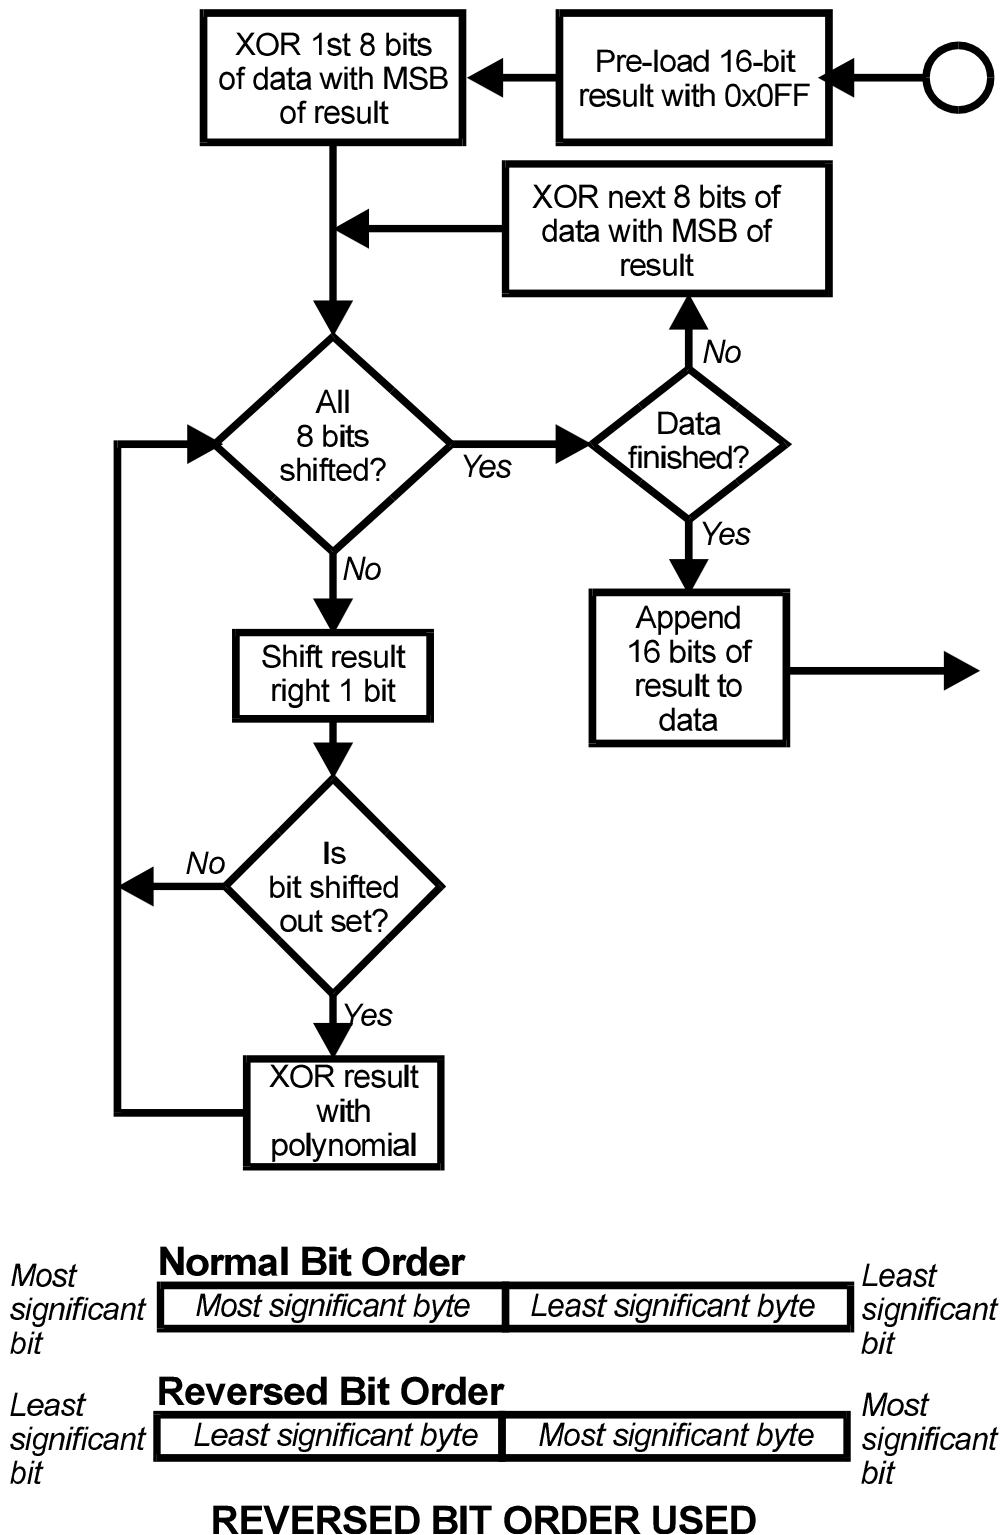 XOR 1st 8 bits
of data with MSB
of result
Pre-load 16-bit
result with 0x0FF
XOR next 8 bits of
data with MSB of
result
No
All
8 bits
shifted?
Yes
Data
finished?
Yes
No
Append
16 bits of
result to
data
Shift result
right 1 bit
No
Is
bit shifted
out set?
Yes
XOR result
with
polynomial
Normal Bit Order
Most
significant
bit
Most significant byte
Least significant byte
Least
significant
bit
Reversed Bit Order
Least
significant
bit
Least significant byte
Most significant byte
Most
significant
bit
REVERSED BIT ORDER USED